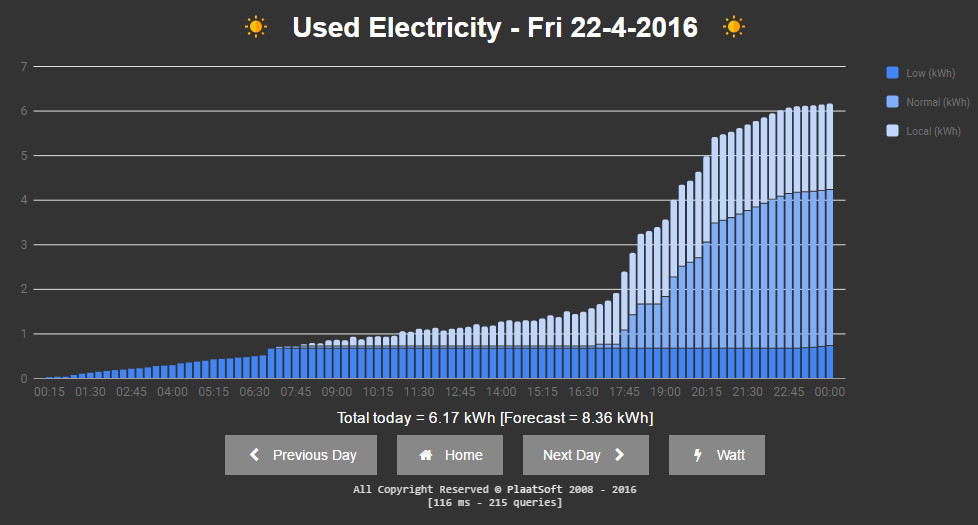 Used Electricity - Fri 22-4-2016
7
6
5
4
3
2
1
0
Low (kWh)
Normal (kWh)
Local (kWh)
00:15 01:30 02:45 04:00 05:15 06:30 07:45 09:00 10:15 11:30 12:45 14:00 15:15 16:30 17:45 19:00 20:15 21:30 22:45 00:00
Total today = 6.17 kWh [Forecast = 8.36 kWh]
Previous Day Home Next Day Watt
All Copyright Reserved © PlaatSoft 2008 - 2016
[116 ms - 215 queries]